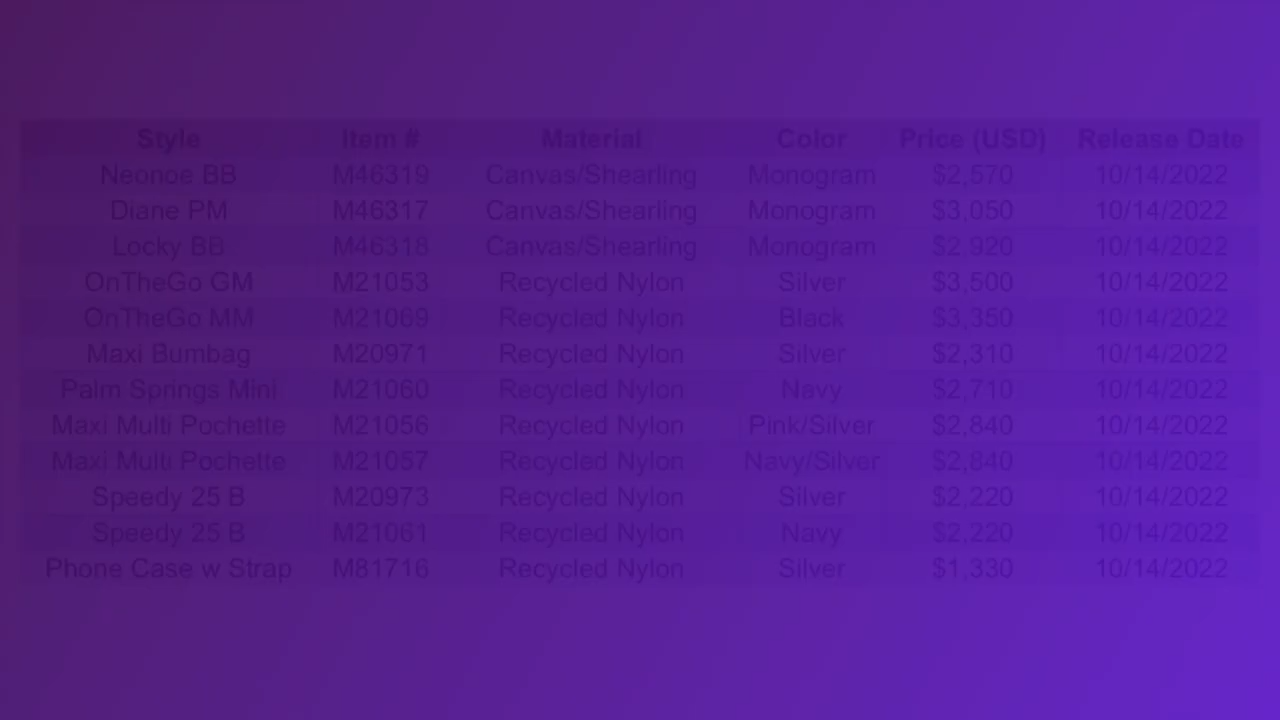 Style Item # Material Color Price (USD) Release Date
Neonoe BB M46319 Canvas/Shearling Monogram $2,570 10/14/2022
Diane PM M46317 Canvas/Shearling Monogram $3,050 10/14/2022
Locky BB M46318 Canvas/Shearling Monogram $2,920 10/14/2022
OnTheGo GM M21053 Recycled Nylon Silver $3,500 10/14/2022
OnTheGo MM M21069 Recycled Nylon Black $3,350 10/14/2022
Maxi Bumbag M20971 Recycled Nylon Silver $2,310 10/14/2022
Palm Springs Mini M21060 Recycled Nylon Navy $2,710 10/14/2022
Maxi Multi Pochette M21056 Recycled Nylon Pink/Silver $2,840 10/14/2022
Maxi Multi Pochette M21057 Recycled Nylon Navy/Silver $2,840 10/14/2022
Speedy 25 B M20973 Recycled Nylon Silver $2,220 10/14/2022
Speedy 25 B M21061 Recycled Nylon Navy $2,220 10/14/2022
Phone Case w Strap M81716 Recycled Nylon Silver $1,330 10/14/2022